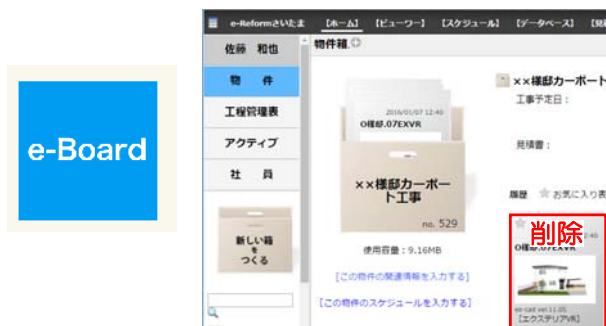 e-Board
e-Reformさいたま 【ホーム】 【ビューワー】 【スケジュール】 【データベース】
佐藤 和也
物 件
工程管理表
アクティブ
社 員
新しい箱
を
つくる
物件箱
2016/01/07 12:40
O様邸.07EXVR
××様邸カーポー
ト工事
no. 529
使用容量：9.16MB
[この物件の関連情報を入力する]
[この物件のスケジュールを入力する]
××様邸カーポート
工事予定日：
見積書：
履歴 お気に入り表
削除
[エクステリアVR]